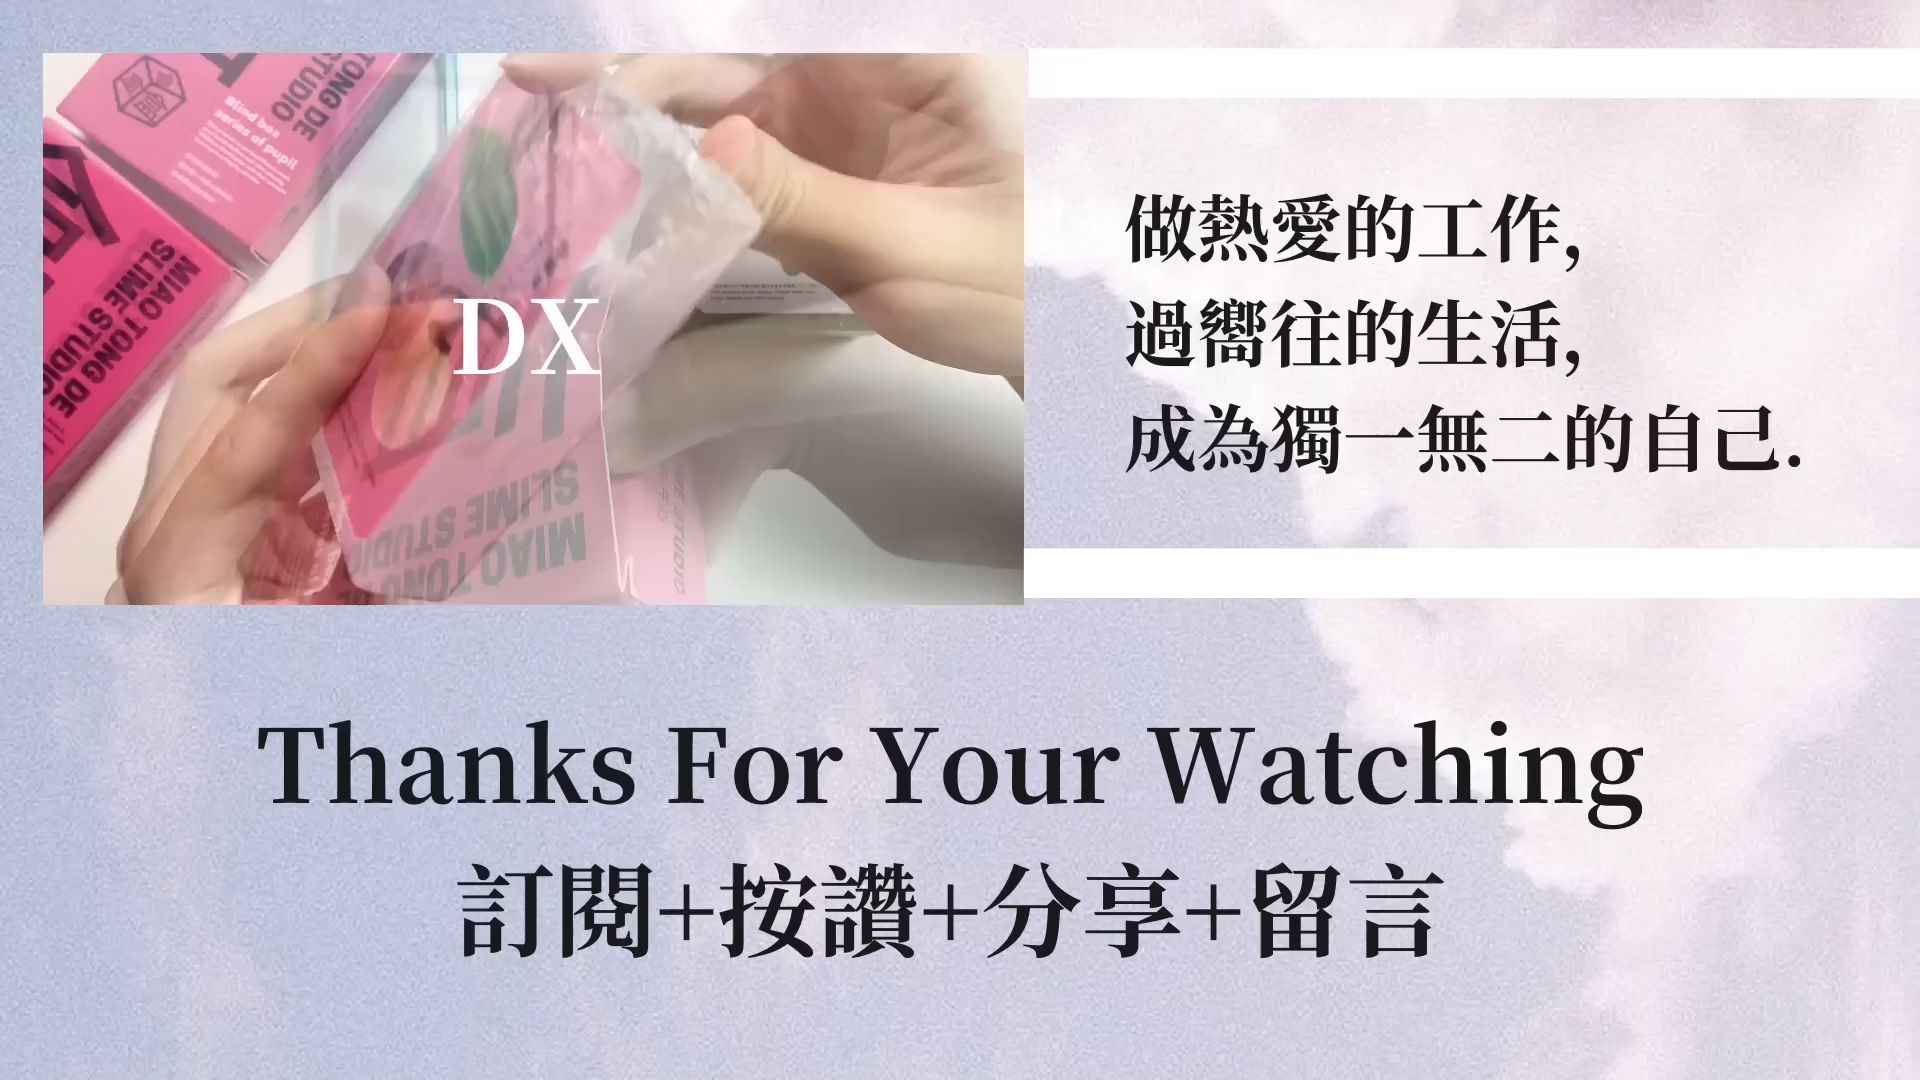 TONG DE
STUDIO
Blind box
series of pupil
MIAO TONG DE
SLIME STUDIO
DX
SLIME STUDIO
MIAO TONG DE
做熱愛的工作,
過嚮往的生活,
成為獨一無二的自己.
Thanks For Your Watching
訂閱+按讚+分享+留言